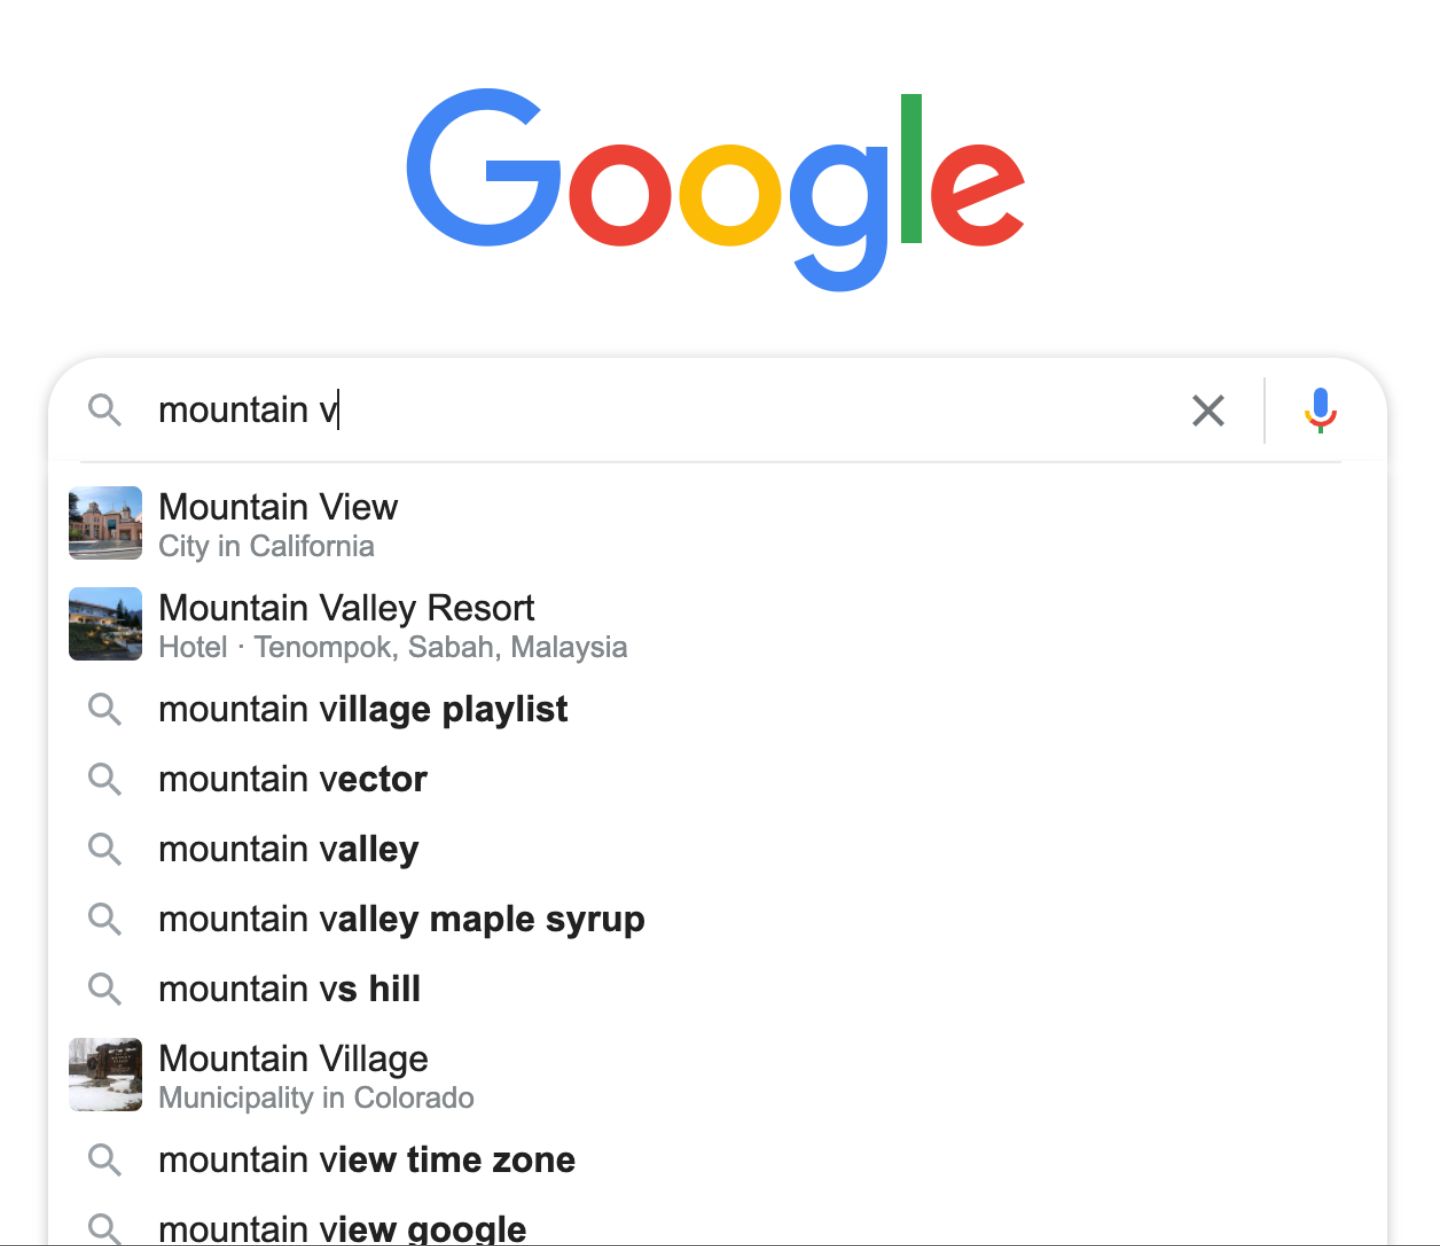 Google
mountain v
Mountain View
City in California
Mountain Valley Resort
Hotel · Tenompok, Sabah, Malaysia
mountain village playlist
mountain vector
mountain valley
mountain valley maple syrup
mountain vs hill
Mountain Village
Municipality in Colorado
mountain view time zone
mountain view google